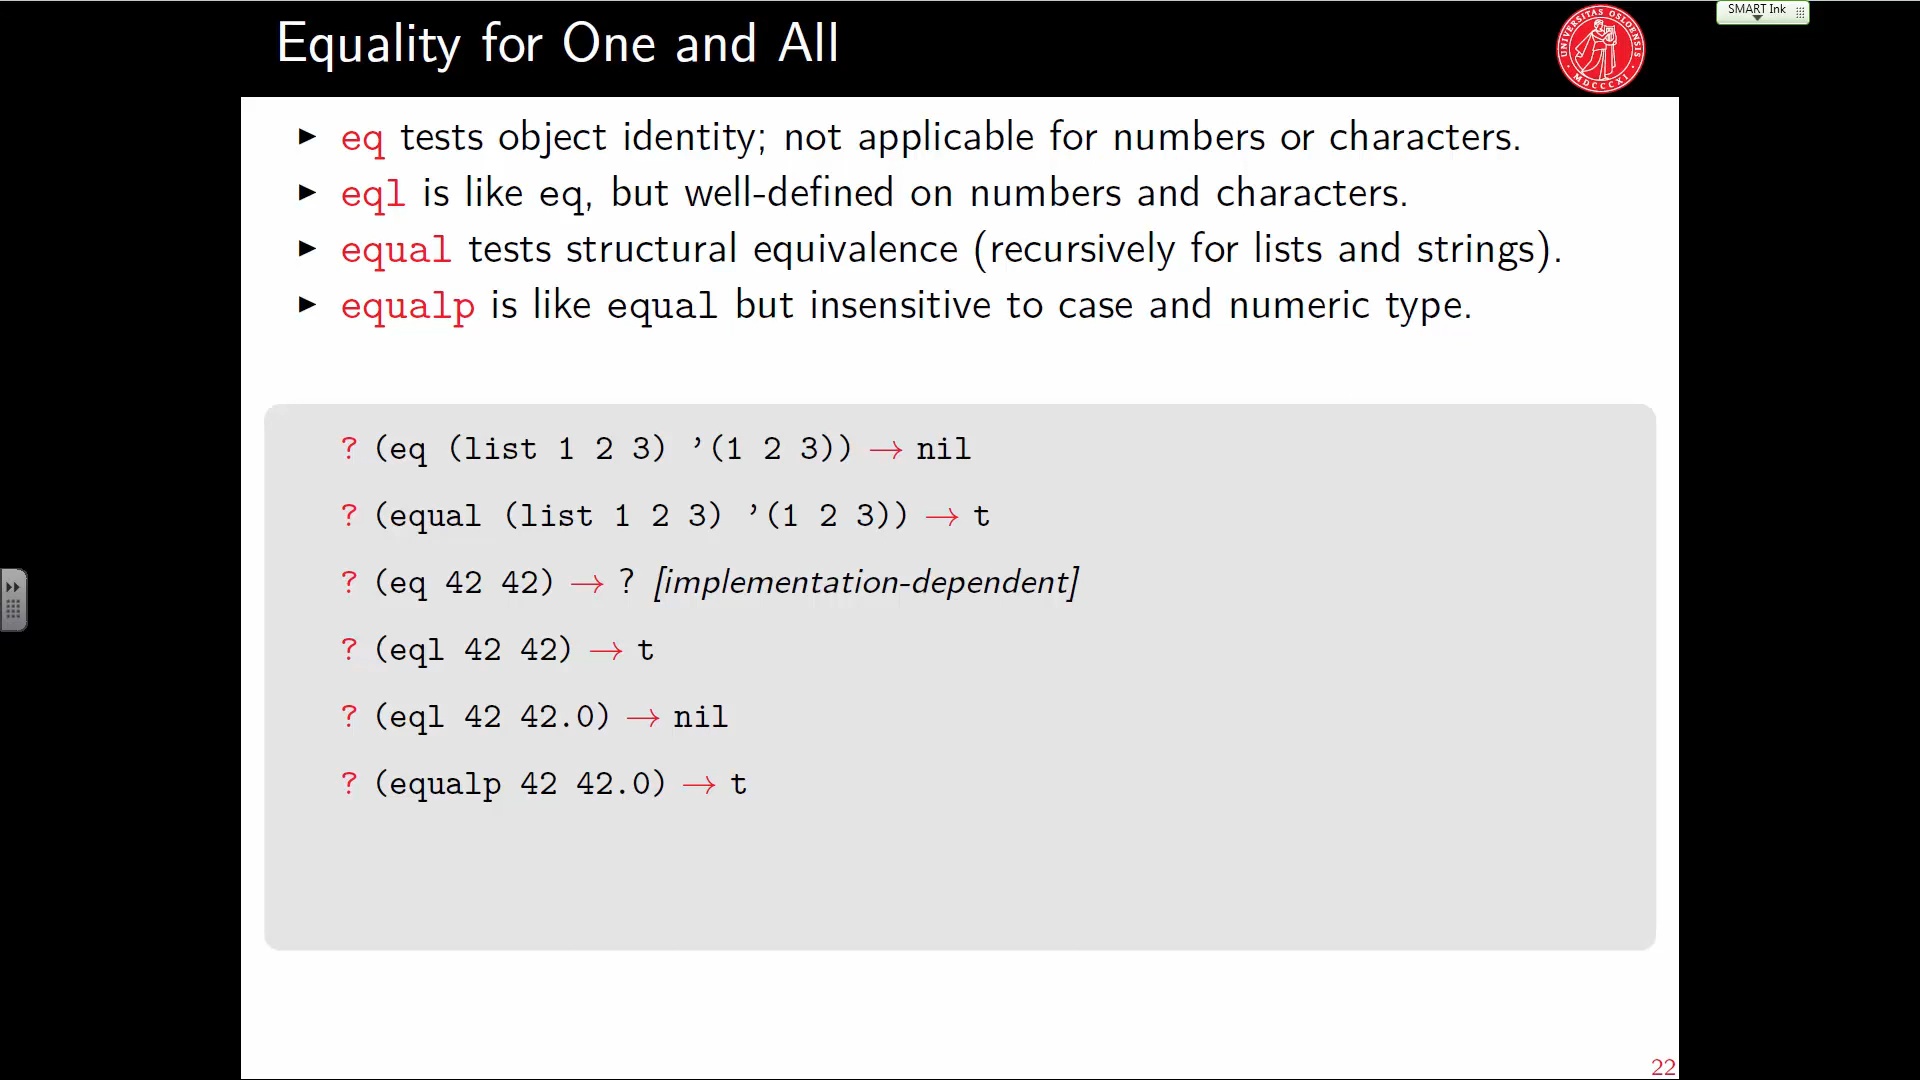 Equality for One and All
UNIVERSITAS OSLOENSIS
MDCCCXI
SMART Ink
► eq tests object identity; not applicable for numbers or characters.
► eql is like eq, but well-defined on numbers and characters.
► equal tests structural equivalence (recursively for lists and strings).
► equalp is like equal but insensitive to case and numeric type.
? (eq (list 1 2 3) ’(1 2 3)) → nil
? (equal (list 1 2 3) ’(1 2 3)) → t
? (eq 42 42) → ? [implementation-dependent]
? (eql 42 42) → t
? (eql 42 42.0) → nil
? (equalp 42 42.0) → t
22